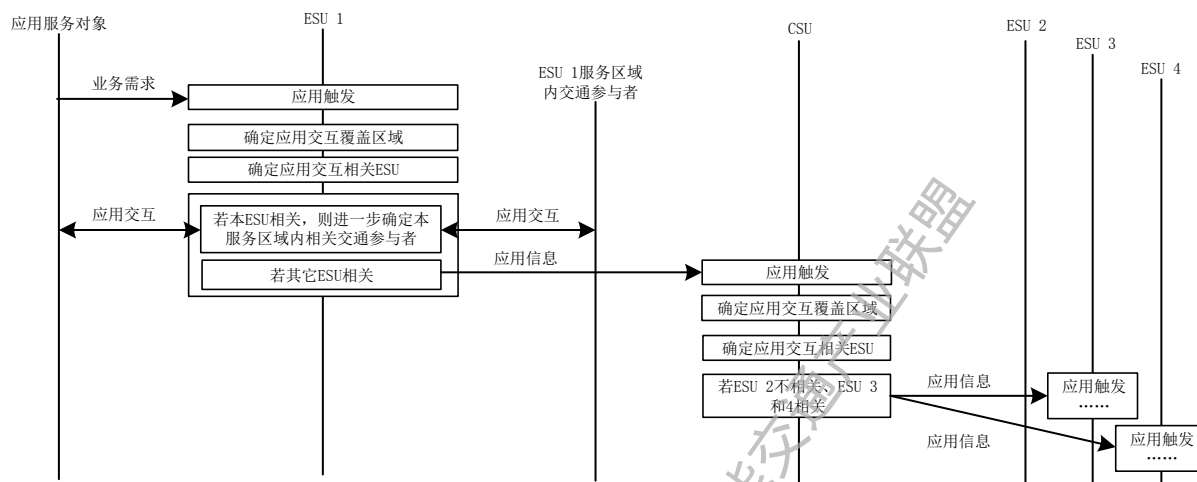 应用服务对象
ESU 1
CSU
ESU 2
ESU 3
ESU 4
ESU 1服务区域
内交通参与者
业务需求
应用触发
确定应用交互覆盖区域
确定应用交互相关ESU
应用交互
若本ESU相关，则进一步确定本
服务区域内相关交通参与者
应用交互
若其它ESU相关
应用信息
应用触发
确定应用交互覆盖区域
确定应用交互相关ESU
若ESU 2不相关、ESU 3
和4相关
应用信息
应用触发
……
应用信息
应用触发
……
交通产业联盟